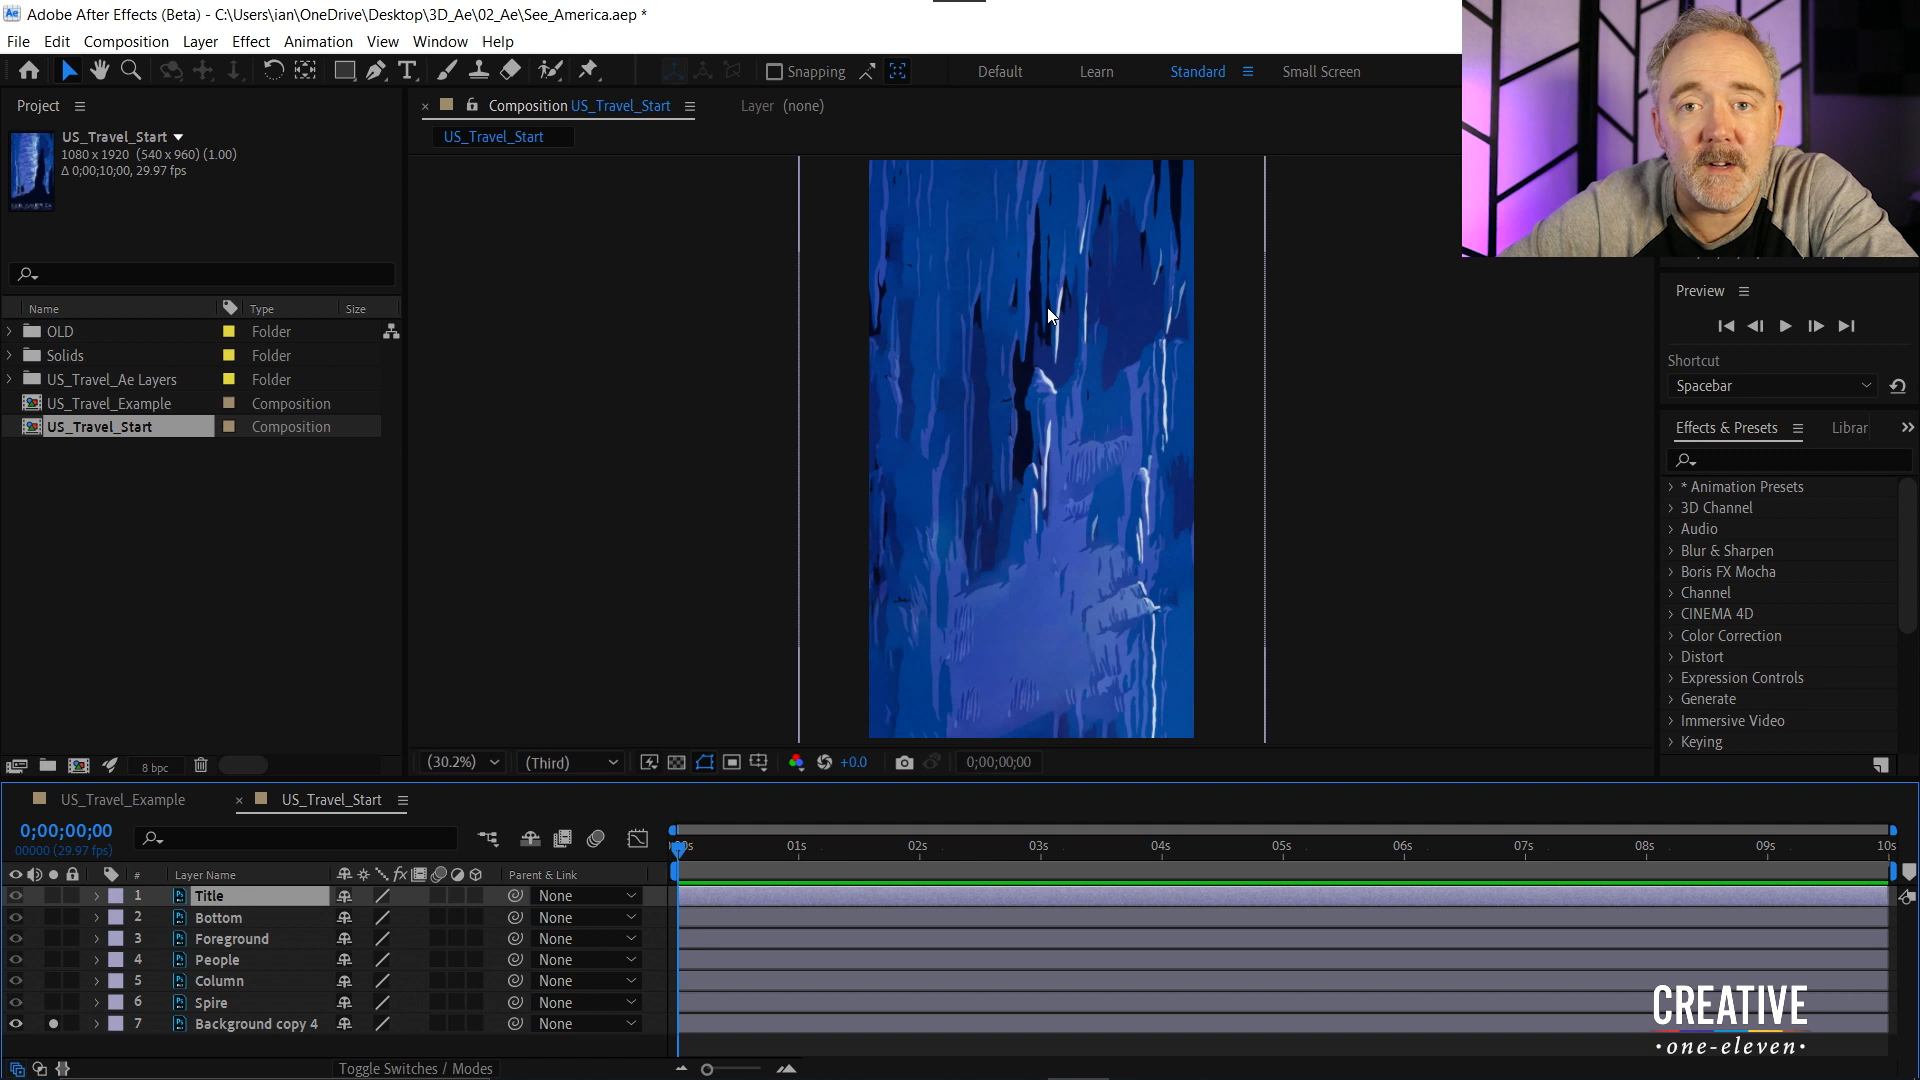 Adobe After Effects (Beta) - C:\Users\ian\OneDrive\Desktop\3D_Ae\02_Ae\See_America.aep *
File Edit Composition Layer Effect Animation View Window Help
Snapping Default Learn Standard Small Screen
Project
US_Travel_Start
1080 x 1920 (540 x 960) (1.00)
Δ 0;00;10;00, 29.97 fps
Composition US_Travel_Start Layer (none)
US_Travel_Start
Name Type Size
OLD Folder
Solids Folder
US_Travel_Ae Layers Folder
US_Travel_Example Composition
US_Travel_Start Composition
8 bpc
(30.2%) (Third) +0.0 0;00;00;00
Preview
Shortcut
Spacebar
Effects & Presets Librar
* Animation Presets
3D Channel
Audio
Blur & Sharpen
Boris FX Mocha
Channel
CINEMA 4D
Color Correction
Distort
Expression Controls
Generate
Immersive Video
Keying
US_Travel_Example US_Travel_Start
0;00;00;00
00000 (29.97 fps)
01s 02s 03s 04s 05s 06s 07s 08s 09s 10s
# Layer Name Parent & Link
1 Title None
2 Bottom None
3 Foreground None
4 People None
5 Column None
6 Spire None
7 Background copy 4 None
Toggle Switches / Modes
CREATIVE
•one-eleven•